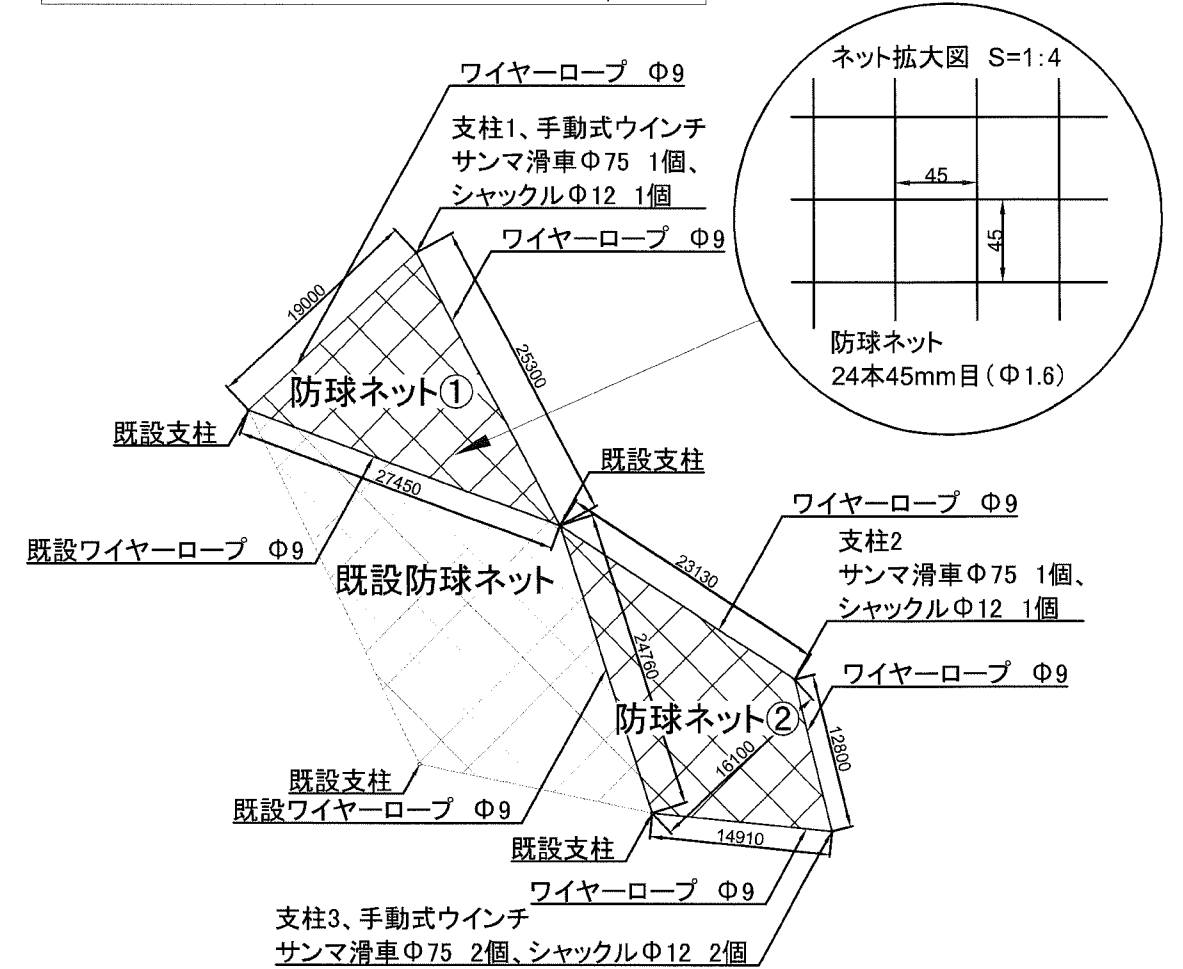 ワイヤーロープ Φ9
支柱1、手動式ウインチ
サンマ滑車Φ75 1個、
シャックルΦ12 1個
ワイヤーロープ Φ9
ネット拡大図 S=1:4
45
45
防球ネット
24本45mm目(Φ1.6)
19000
25300
防球ネット①
既設支柱
27450
既設支柱
既設ワイヤーロープ Φ9
既設防球ネット
ワイヤーロープ Φ9
支柱2
サンマ滑車Φ75 1個、
シャックルΦ12 1個
23130
24760
ワイヤーロープ Φ9
防球ネット②
16100
12800
既設支柱
既設ワイヤーロープ Φ9
既設支柱
14910
ワイヤーロープ Φ9
支柱3、手動式ウインチ
サンマ滑車Φ75 2個、シャックルΦ12 2個